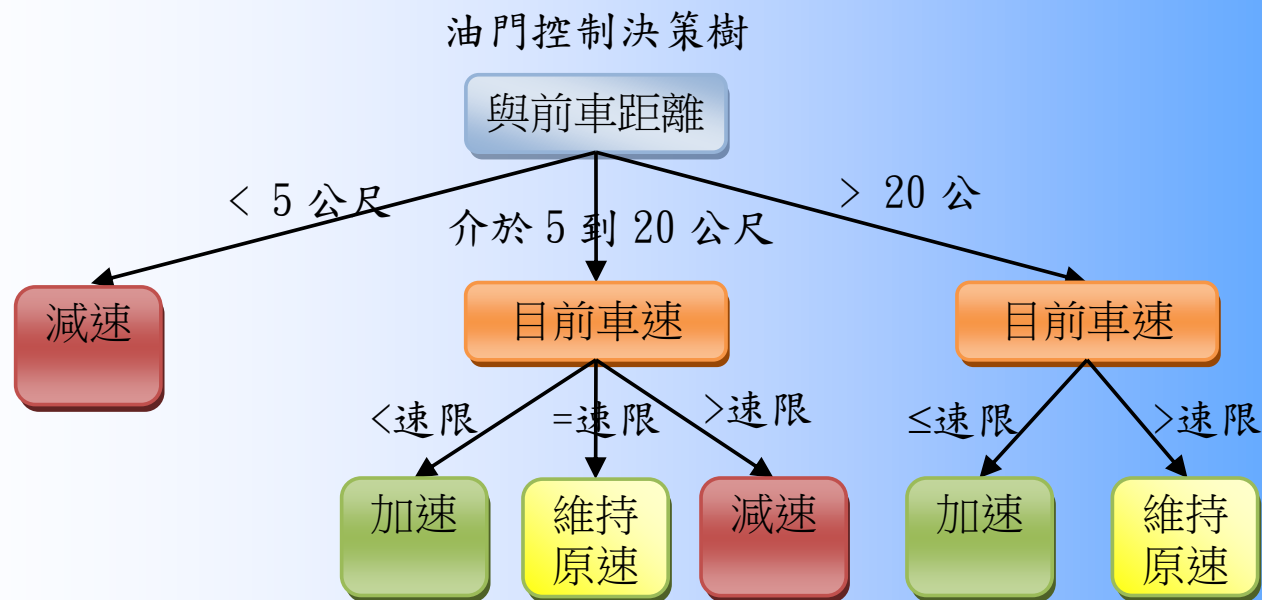 油門控制決策樹
與前車距離
< 5 公尺
介於 5 到 20 公尺
> 20 公
減速
目前車速
目前車速
<速限
=速限
>速限
≤速限
>速限
加速
維持
原速
減速
加速
維持
原速